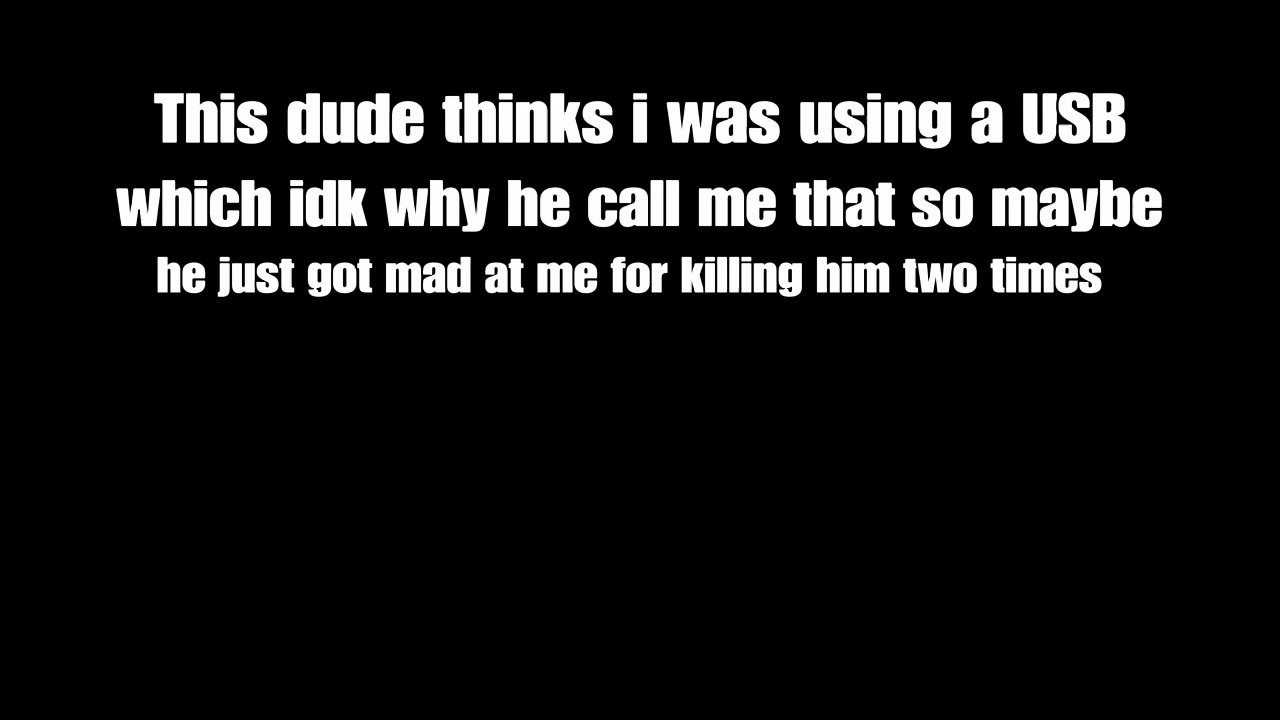 This dude thinks i was using a USB
which idk why he call me that so maybe
he just got mad at me for killing him two times